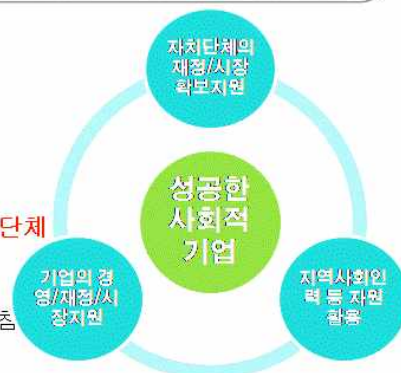 자치단체의
재정/시장
확보지원
성공한
사회적
기업
단체
기업의 경
영/재정/시
장지원
침
지역사회인
력 등 자원
활용